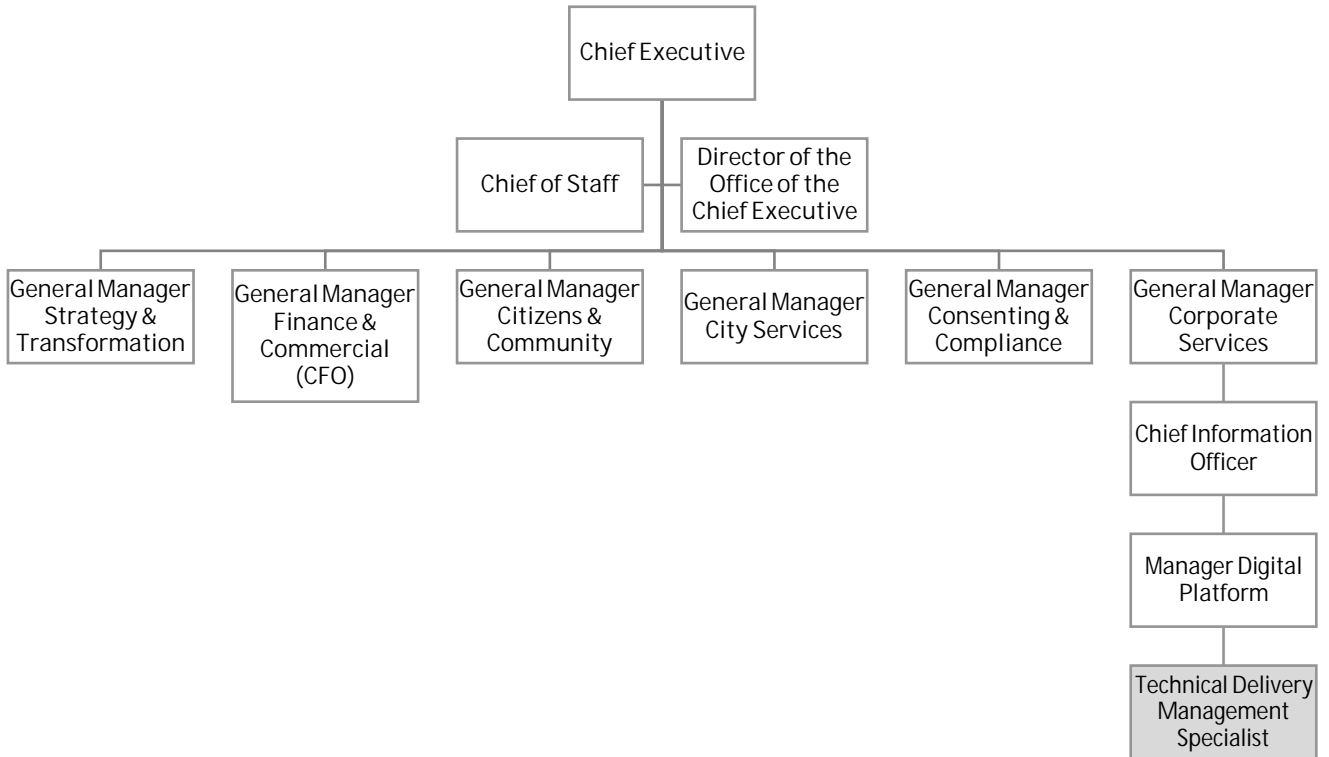 Chief Executive
Chief of Staff
Director of the
Office of the
Chief Executive
General Manager
Strategy &
Transformation
General Manager
Finance &
Commercial
(CFO)
General Manager
Citizens &
Community
General Manager
City Services
General Manager
Consenting &
Compliance
General Manager
Corporate
Services
Chief Information
Officer
Manager Digital
Platform
Technical Delivery
Management
Specialist